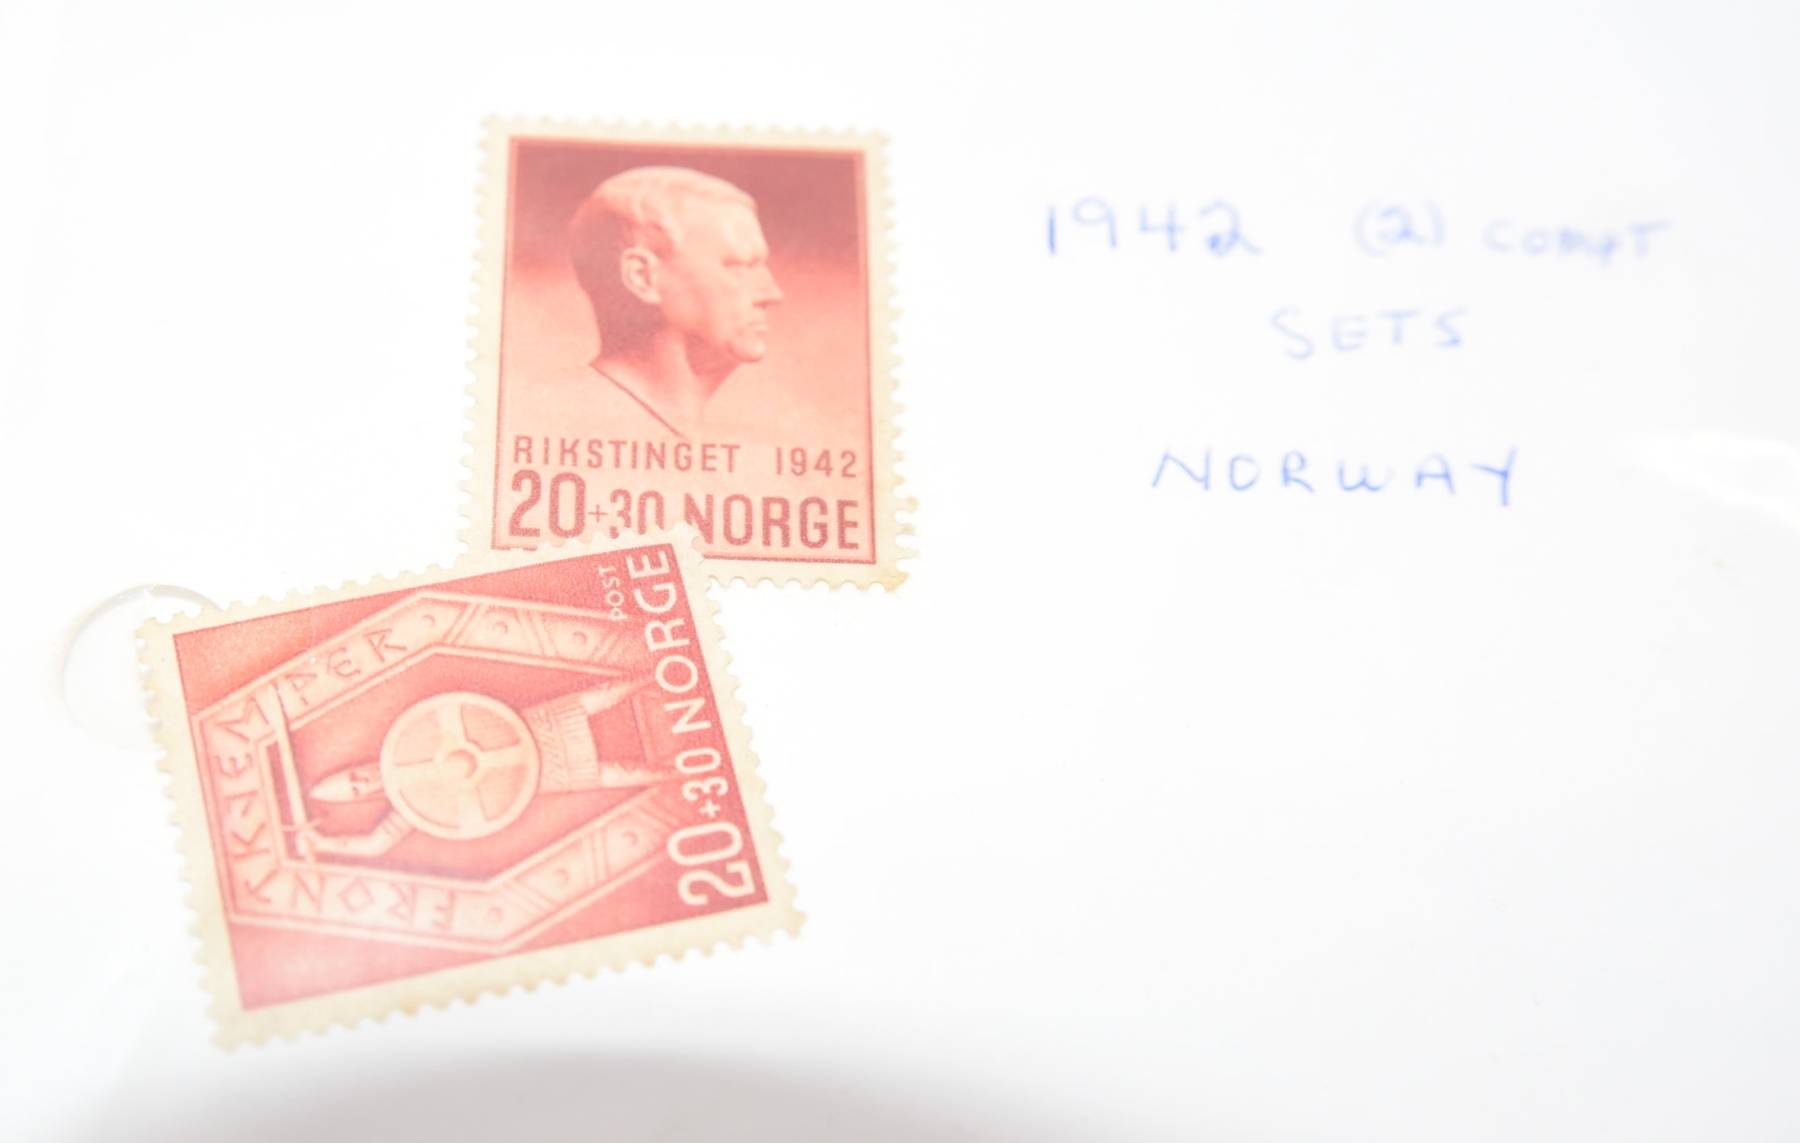 RIKSTINGET 1942
20+30 NORGE
1942 (2) COMPT
SETS
NORWAY
FRONTKJEMPER
POST
20+30 NORGE